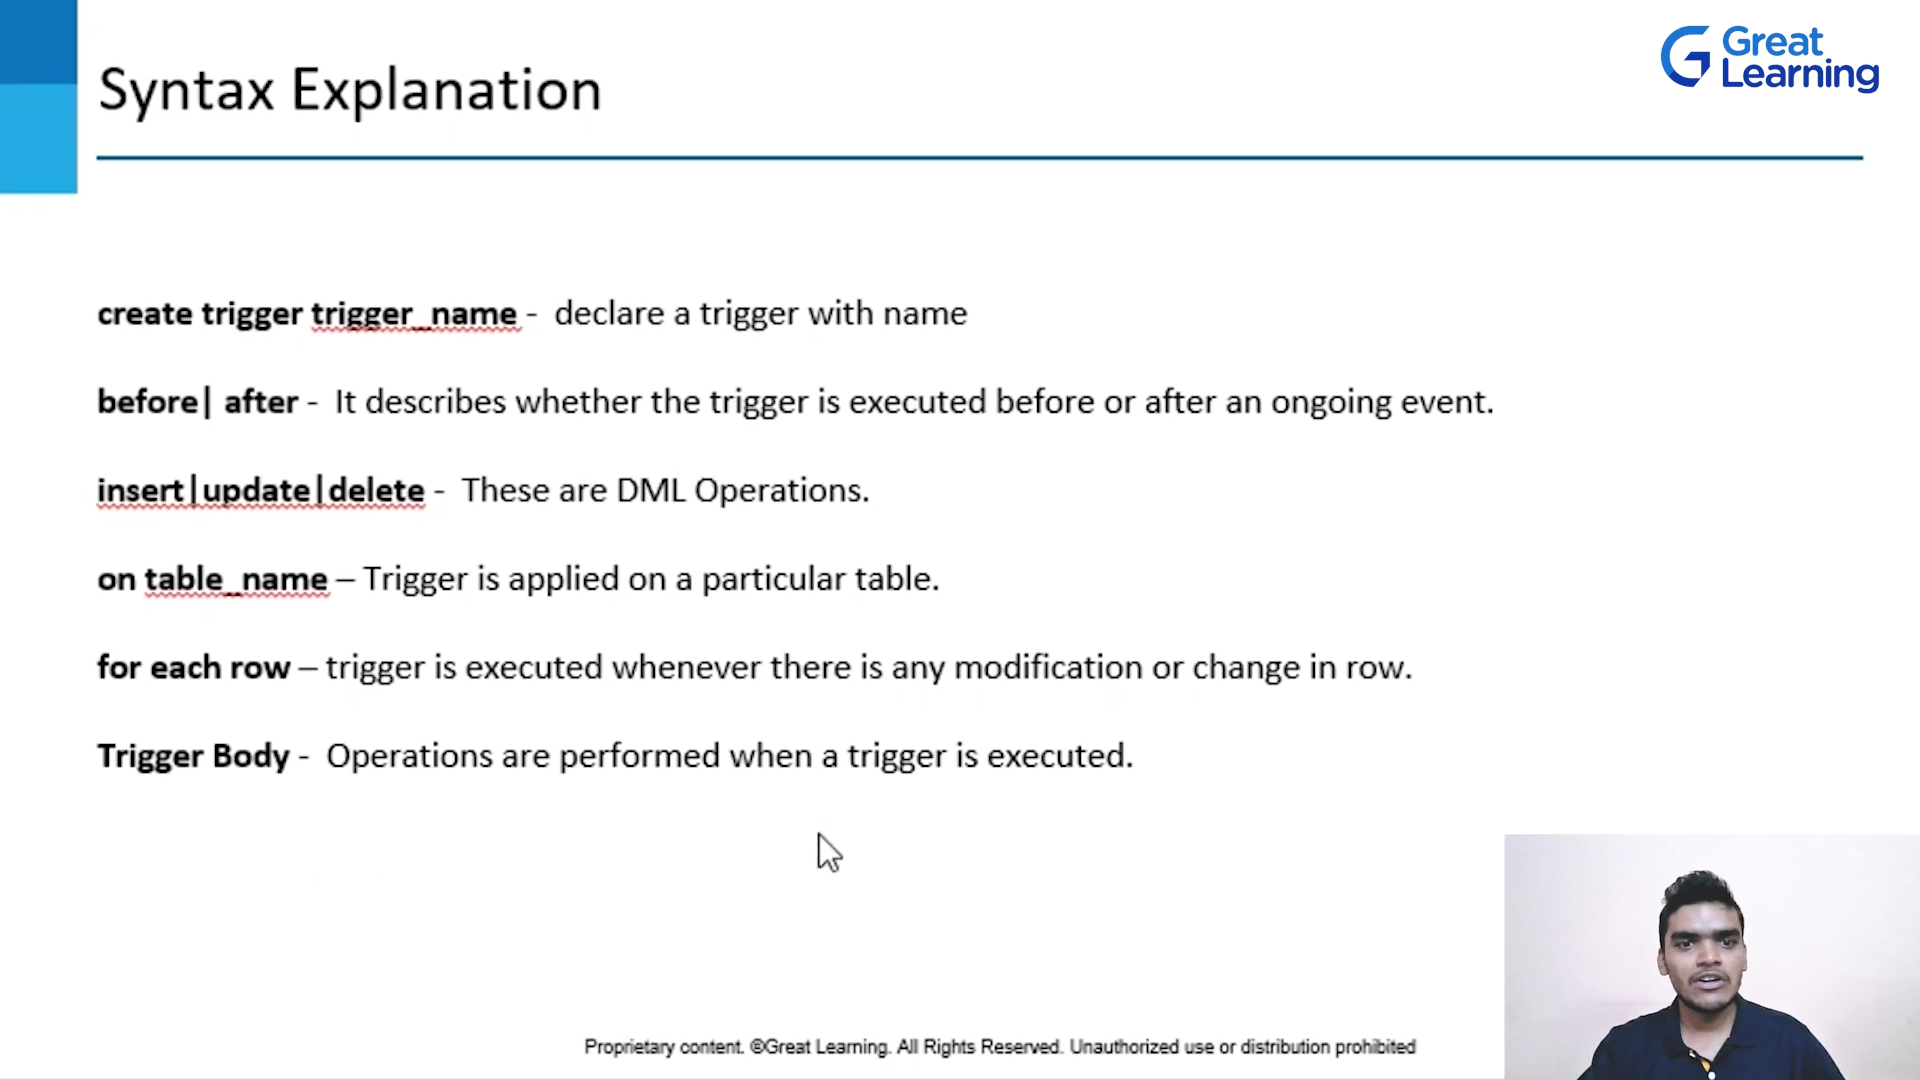 Great
Learning
Syntax Explanation
create trigger trigger_name - declare a trigger with name
before| after - It describes whether the trigger is executed before or after an ongoing event.
insert|update|delete - These are DML Operations.
on table_name – Trigger is applied on a particular table.
for each row – trigger is executed whenever there is any modification or change in row.
Trigger Body - Operations are performed when a trigger is executed.
Proprietary content. ©Great Learning. All Rights Reserved. Unauthorized use or distribution prohibited